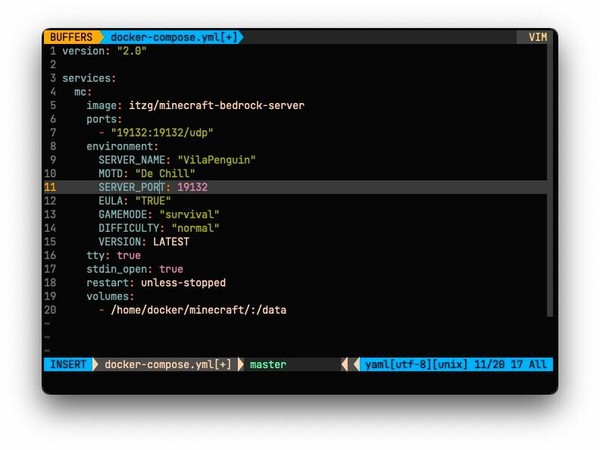 BUFFERS docker-compose.yml[+] VIM
1 version: "2.0"
2
3 services:
4   mc:
5     image: itzg/minecraft-bedrock-server
6     ports:
7       - "19132:19132/udp"
8     environment:
9       SERVER_NAME: "VilaPenguin"
10       MOTD: "De Chill"
11       SERVER_PORT: 19132
12       EULA: "TRUE"
13       GAMEMODE: "survival"
14       DIFFICULTY: "normal"
15       VERSION: LATEST
16     tty: true
17     stdin_open: true
18     restart: unless-stopped
19     volumes:
20       - /home/docker/minecraft/:/data
~
~
~
INSERT docker-compose.yml[+] master yaml[utf-8][unix] 11/20 17 All